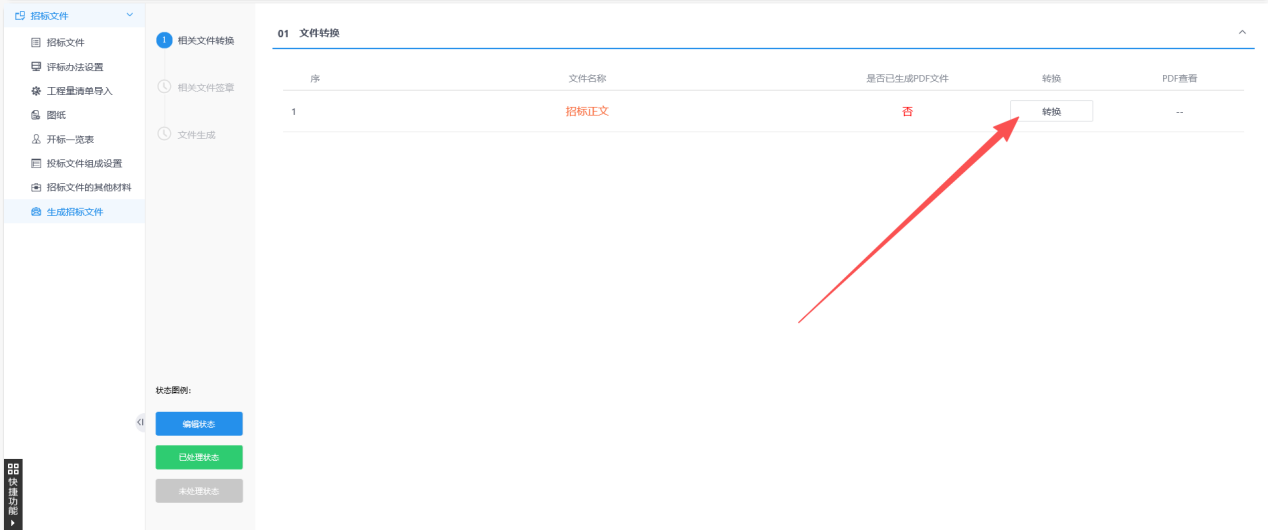 招标文件
招标文件
评标办法设置
工程量清单导入
图纸
开标一览表
投标文件组成设置
招标文件的其他材料
生成招标文件
快捷功能
1 相关文件转换
相关文件签章
文件生成
状态图例:
编辑状态
已处理状态
未处理状态
01 文件转换
序 文件名称 是否已生成PDF文件 转换 PDF查看
1 招标正文 否 转换 --